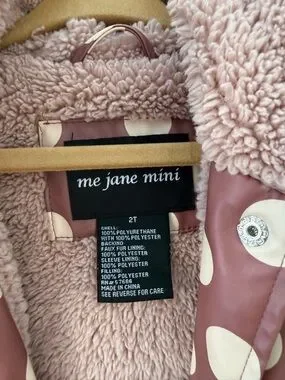 me jane mini
2T
SHELL:
100% POLYURETHANE
WITH 100% POLYESTER
BACKING
FAUX FUR LINING:
100% POLYESTER
SLEEVE LINING:
100% POLYESTER
FILLING:
100% POLYESTER
RN# 57686
MADE IN CHINA
SEE REVERSE FOR CARE